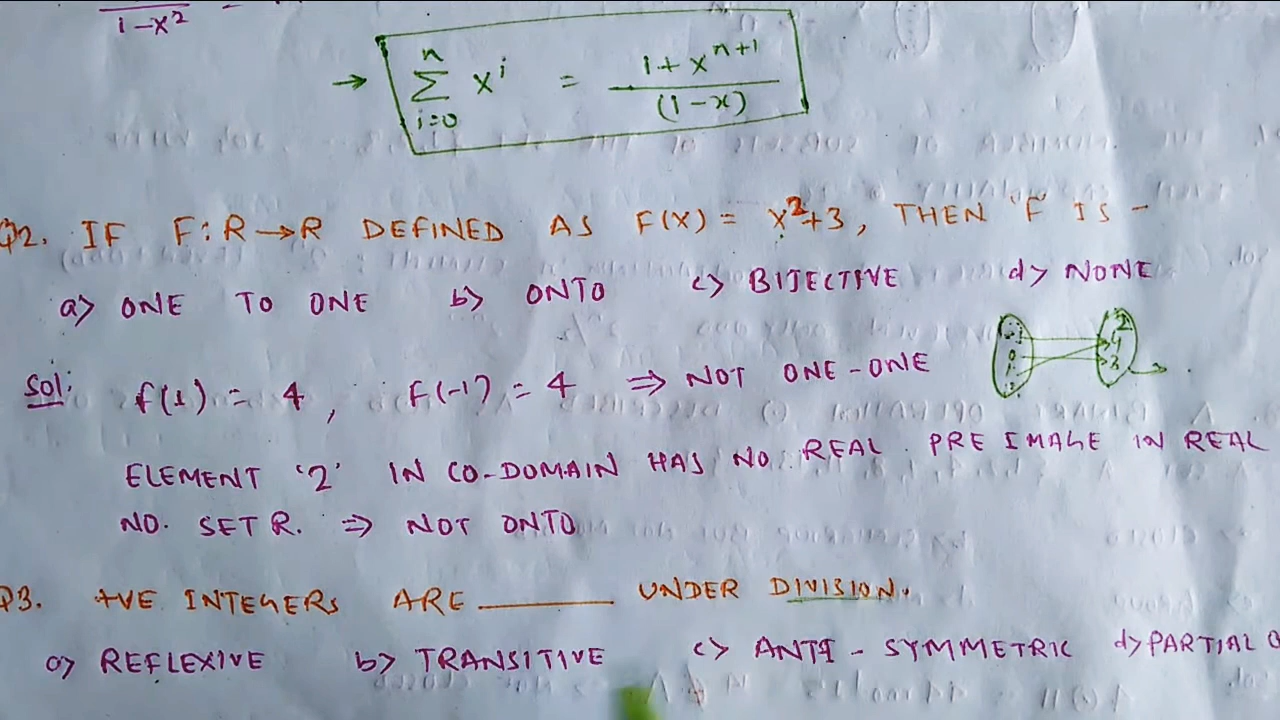 1-x²
→ n Σ i=0 xⁱ = 1+xⁿ⁺¹ / (1-x)
Q2. IF F:R→R DEFINED AS F(X) = x²+3, THEN 'F' IS -
a) ONE TO ONE b) ONTO c) BIJECTIVE d) NONE
Sol: f(1) = 4, f(-1) = 4 ⇒ NOT ONE-ONE
ELEMENT '2' IN CO-DOMAIN HAS NO REAL PRE IMAGE IN REAL
NO. SET R. ⇒ NOT ONTO
Q3. +VE INTEGERS ARE ______ UNDER DIVISION.
a) REFLEXIVE b) TRANSITIVE c) ANTI - SYMMETRIC d) PARTIAL O